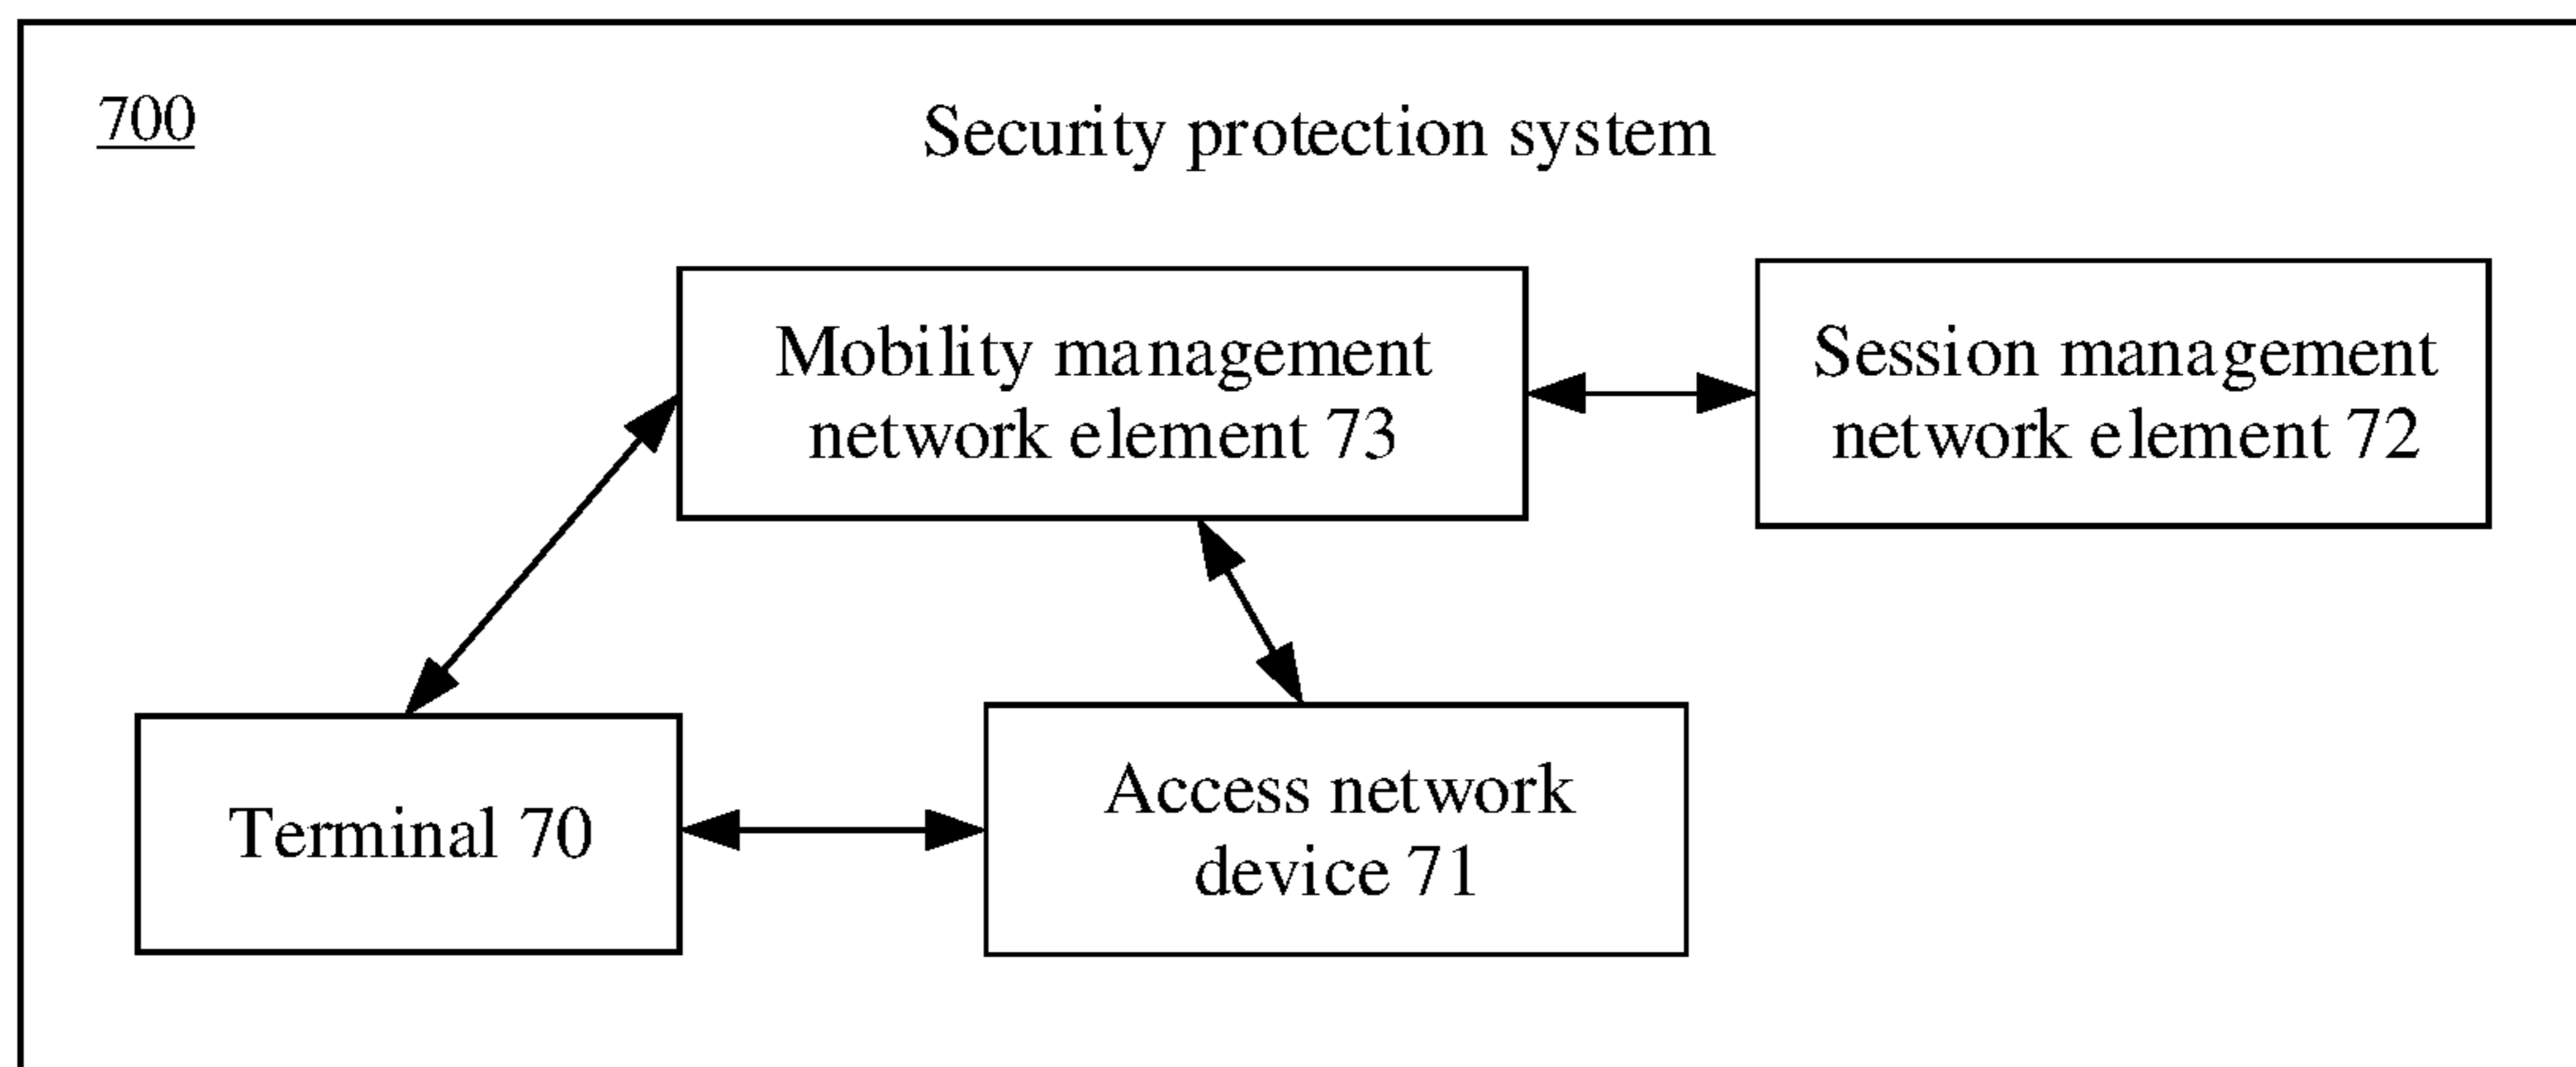 700
Security protection system
Mobility management
network element 73
Session management
network element 72
Terminal 70
Access network
device 71